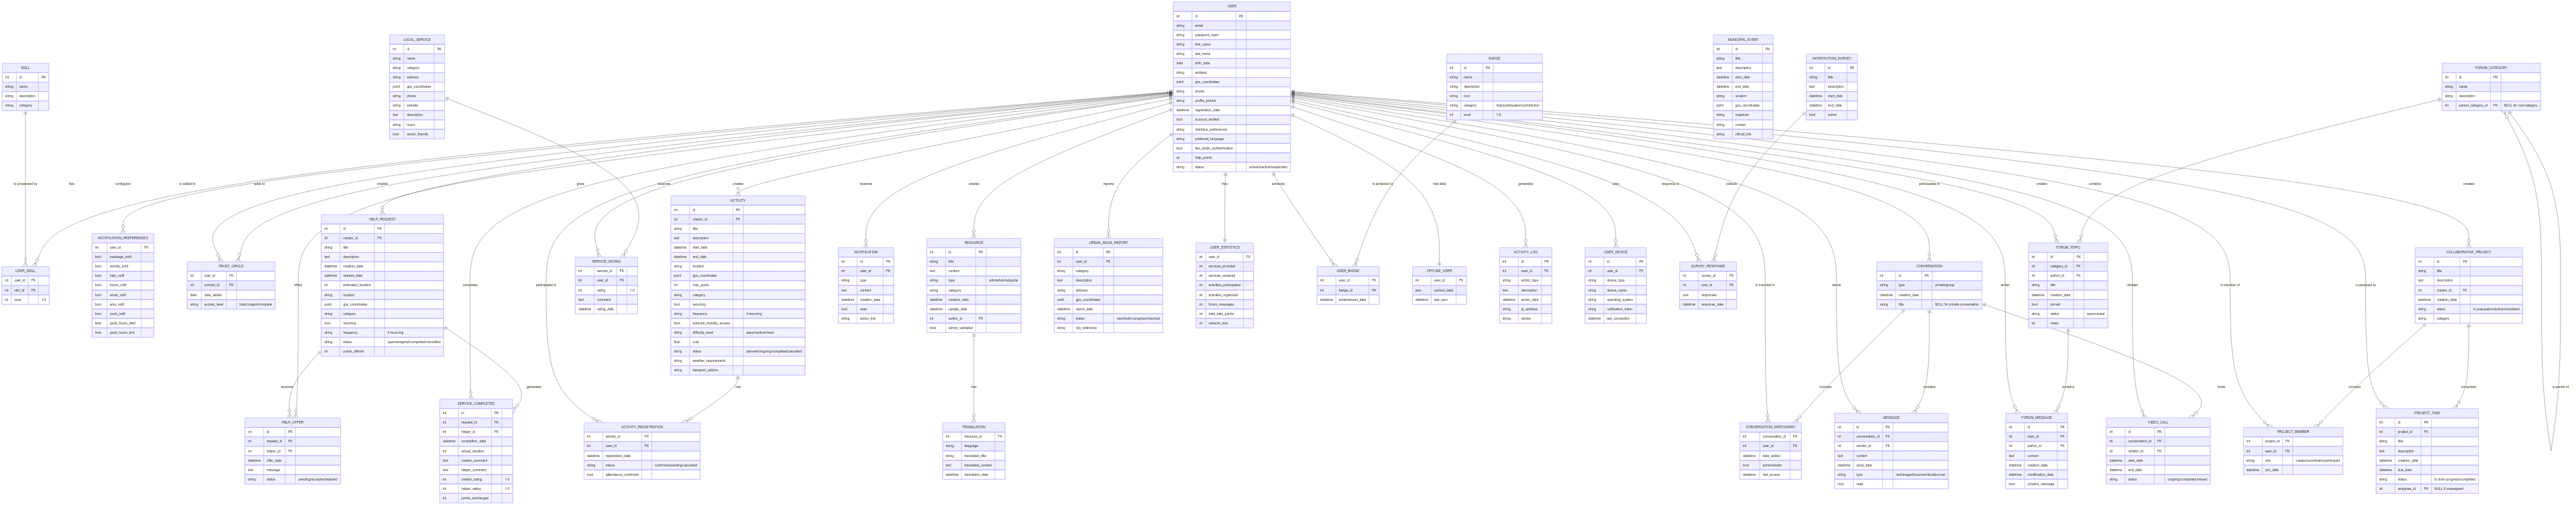 USER
int id PK
string email
string password_hash
string first_name
string last_name
date birth_date
string address
point gps_coordinates
string phone
string profile_picture
datetime registration_date
bool account_verified
string interface_preferences
string preferred_language
bool two_factor_authentication
int help_points
string status active/inactive/suspended
LOCAL_SERVICE
int id PK
string name
string category
string address
point gps_coordinates
string phone
string website
text description
string hours
bool senior_friendly
MUNICIPAL_EVENT
int id PK
string title
text description
datetime start_date
datetime end_date
string location
point gps_coordinates
string organizer
string contact
string official_link
BADGE
int id PK
string name
string description
string icon
string category help/participation/contribution
int level 1-5
SATISFACTION_SURVEY
int id PK
string title
text description
datetime start_date
datetime end_date
bool active
SKILL
int id PK
string name
string description
string category
FORUM_CATEGORY
int id PK
string name
string description
int parent_category_id FK NULL for root category
is possessed by
has
configures
is added to
adds to
creates
gives
receives
creates
receives
creates
reports
has
achieves
is achieved by
has data
generates
uses
responds to
collects
participates in
creates
contains
creates
ACTIVITY
int id PK
int creator_id FK
string title
text description
datetime start_date
datetime end_date
string location
point gps_coordinates
int max_spots
string category
bool recurring
string frequency if recurring
bool reduced_mobility_access
string difficulty_level easy/medium/hard
float cost
string status planned/ongoing/completed/cancelled
string weather_requirements
string transport_options
HELP_REQUEST
int id PK
int creator_id FK
string title
text description
datetime creation_date
datetime needed_date
int estimated_duration
string location
point gps_coordinates
string category
bool recurring
string frequency if recurring
string status open/assigned/completed/cancelled
int points_offered
NOTIFICATION_PREFERENCES
int user_id FK
bool message_notif
bool activity_notif
bool help_notif
bool forum_notif
bool email_notif
bool sms_notif
bool push_notif
time quiet_hours_start
time quiet_hours_end
USER_SKILL
int user_id FK
int skill_id FK
int level 1-5
TRUST_CIRCLE
int user_id FK
int contact_id FK
date date_added
string access_level basic/urgent/complete
SERVICE_RATING
int service_id FK
int user_id FK
int rating 1-5
text comment
datetime rating_date
NOTIFICATION
int id PK
int user_id FK
string type
text content
datetime creation_date
bool read
string action_link
RESOURCE
int id PK
string title
text content
string type article/tutorial/guide
string category
datetime creation_date
datetime update_date
int author_id FK
bool admin_validated
URBAN_ISSUE_REPORT
int id PK
int user_id FK
string category
text description
string address
point gps_coordinates
datetime report_date
string status reported/in progress/resolved
string city_reference
USER_STATISTICS
int user_id FK
int services_provided
int services_received
int activities_participated
int activities_organized
int forum_messages
int total_help_points
int network_size
USER_BADGE
int user_id FK
int badge_id FK
datetime achievement_date
OFFLINE_USER
int user_id FK
json cached_data
datetime last_sync
ACTIVITY_LOG
int id PK
int user_id FK
string action_type
text description
datetime action_date
string ip_address
string device
USER_DEVICE
int id PK
int user_id FK
string device_type
string device_name
string operating_system
string notification_token
datetime last_connection
SURVEY_RESPONSE
int survey_id FK
int user_id FK
json responses
datetime response_date
CONVERSATION
int id PK
string type private/group
datetime creation_date
string title NULL for private conversation
FORUM_TOPIC
int id PK
int category_id FK
int author_id FK
string title
datetime creation_date
bool pinned
string status open/closed
int views
COLLABORATIVE_PROJECT
int id PK
string title
text description
int creator_id FK
datetime creation_date
string status in preparation/active/completed
string category
offers
completes
participates in
is included in
sends
writes
initiates
is member of
is assigned to
receives
generates
has
has
includes
contains
contains
hosts
includes
comprises
is parent of
HELP_OFFER
int id PK
int request_id FK
int helper_id FK
datetime offer_date
text message
string status pending/accepted/rejected
SERVICE_COMPLETED
int id PK
int request_id FK
int helper_id FK
datetime completion_date
int actual_duration
text creator_comment
text helper_comment
int creator_rating 1-5
int helper_rating 1-5
int points_exchanged
ACTIVITY_REGISTRATION
int activity_id FK
int user_id FK
datetime registration_date
string status confirmed/pending/cancelled
bool attendance_confirmed
TRANSLATION
int resource_id FK
string language
string translated_title
text translated_content
datetime translation_date
CONVERSATION_PARTICIPANT
int conversation_id FK
int user_id FK
datetime date_added
bool administrator
datetime last_access
MESSAGE
int id PK
int conversation_id FK
int sender_id FK
text content
datetime send_date
string type text/image/document/location/call
bool read
FORUM_MESSAGE
int id PK
int topic_id FK
int author_id FK
text content
datetime creation_date
datetime modification_date
bool solution_message
VIDEO_CALL
int id PK
int conversation_id FK
int initiator_id FK
datetime start_date
datetime end_date
string status ongoing/completed/missed
PROJECT_MEMBER
int project_id FK
int user_id FK
string role creator/coordinator/participant
datetime join_date
PROJECT_TASK
int id PK
int project_id FK
string title
text description
datetime creation_date
datetime due_date
string status to do/in progress/completed
int assignee_id FK NULL if unassigned